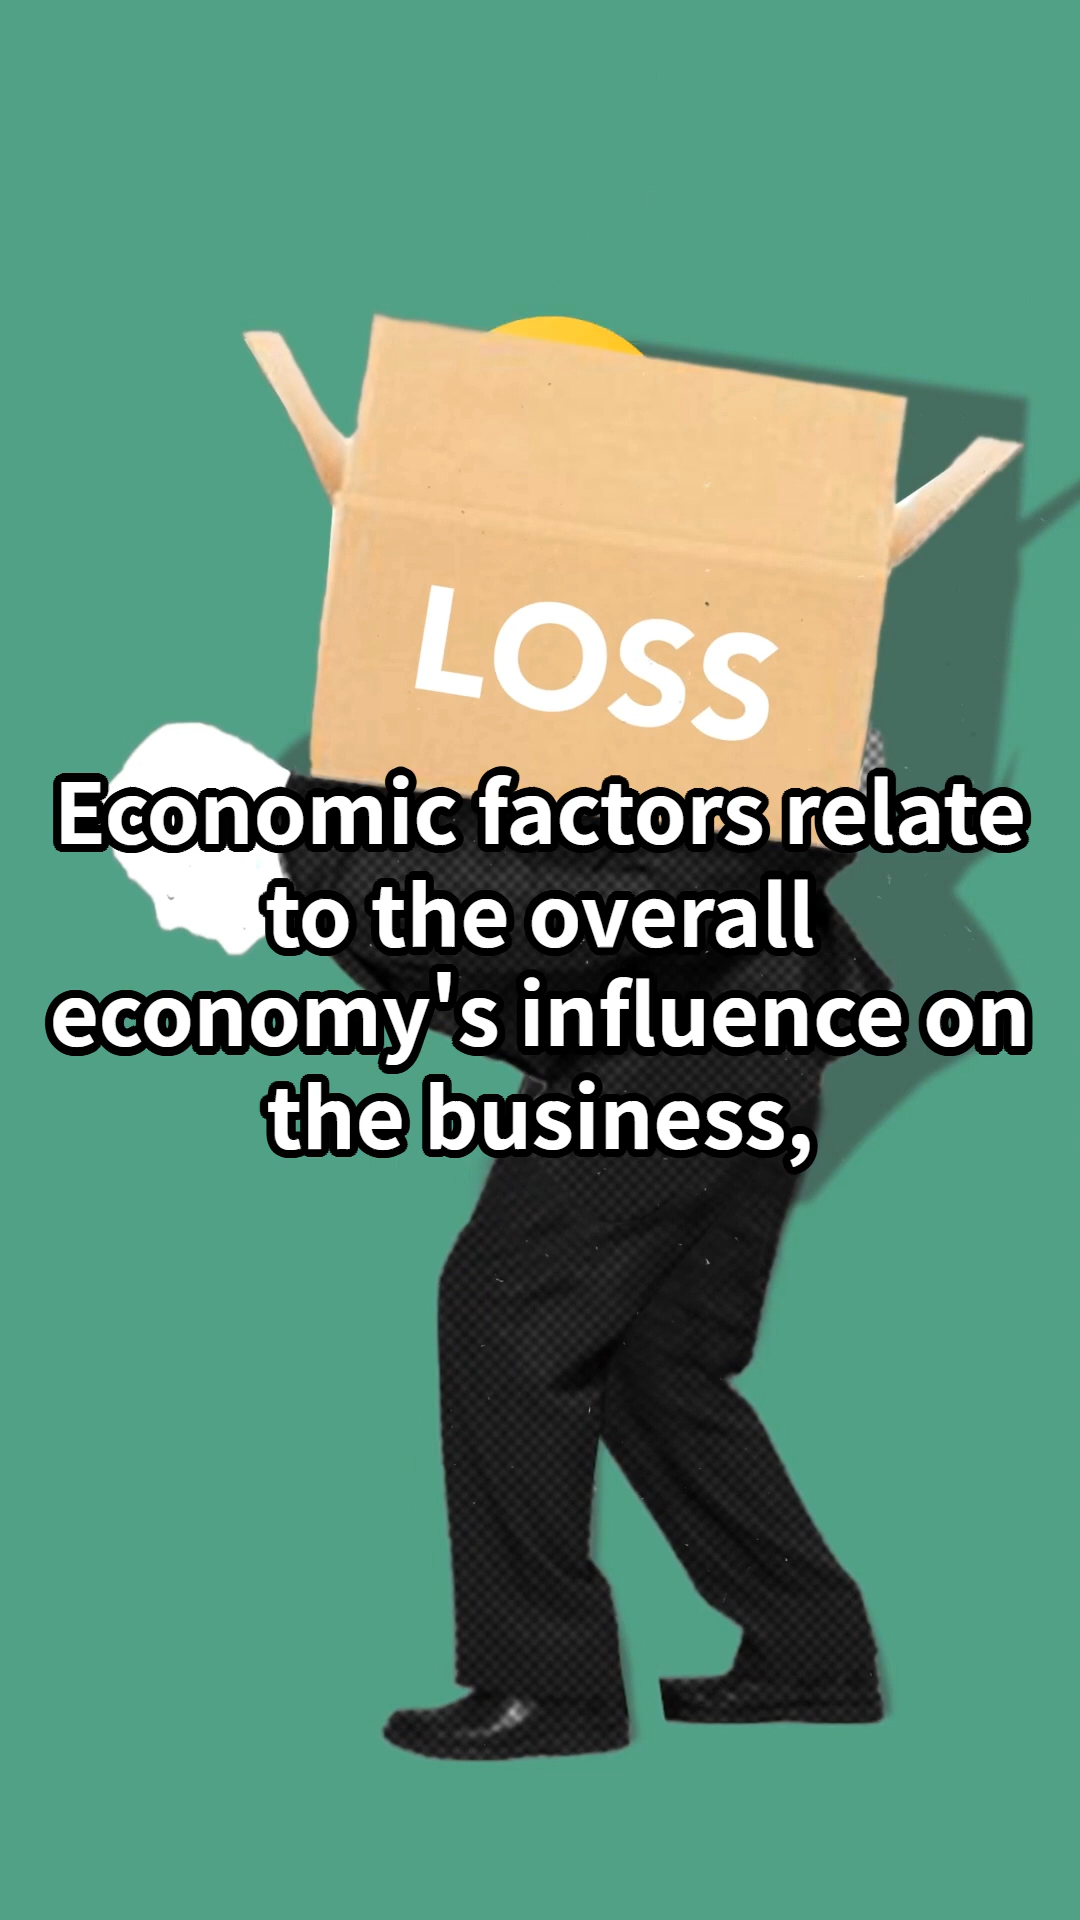 LOSS
Economic factors relate
to the overall
economy's influence on
the business,